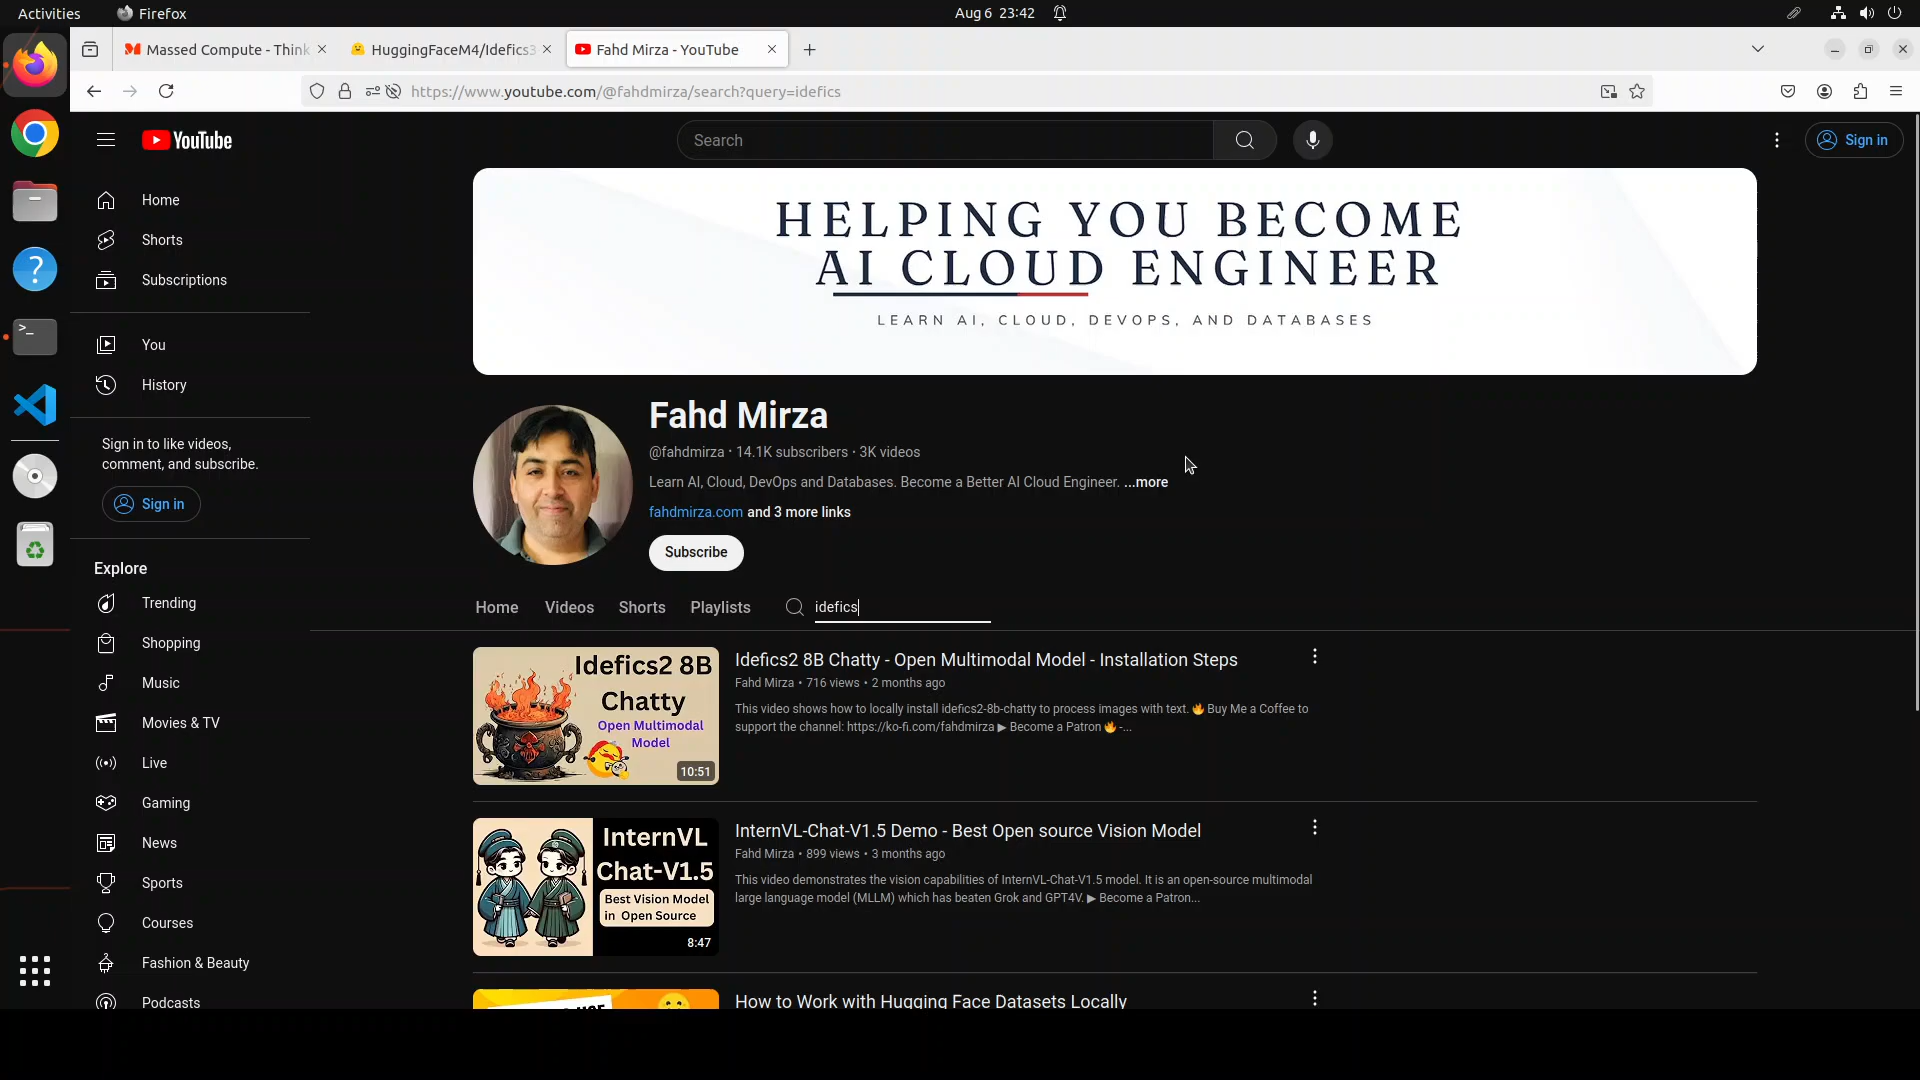 Activities
Firefox
Aug 6 23:42
Massed Compute - Think
HuggingFaceM4/Idefics3
Fahd Mirza - YouTube
https://www.youtube.com/@fahdmirza/search?query=idefics
YouTube
Search
Sign in
Home
Shorts
Subscriptions
You
History
Sign in to like videos,
comment, and subscribe.
Sign in
Explore
Trending
Shopping
Music
Movies & TV
Live
Gaming
News
Sports
Courses
Fashion & Beauty
Podcasts
HELPING YOU BECOME
AI CLOUD ENGINEER
LEARN AI, CLOUD, DEVOPS, AND DATABASES
Fahd Mirza
@fahdmirza · 14.1K subscribers · 3K videos
Learn AI, Cloud, DevOps and Databases. Become a Better AI Cloud Engineer. ...more
fahdmirza.com and 3 more links
Subscribe
Home
Videos
Shorts
Playlists
idefics
Idefics2 8B
Chatty
Open Multimodal
Model
10:51
Idefics2 8B Chatty - Open Multimodal Model - Installation Steps
Fahd Mirza • 716 views • 2 months ago
This video shows how to locally install idefics2-8b-chatty to process images with text. 🔥 Buy Me a Coffee to
support the channel: https://ko-fi.com/fahdmirza ▶ Become a Patron 🔥 -...
InternVL
Chat-V1.5
Best Vision Model
in Open Source
8:47
InternVL-Chat-V1.5 Demo - Best Open source Vision Model
Fahd Mirza • 899 views • 3 months ago
This video demonstrates the vision capabilities of InternVL-Chat-V1.5 model. It is an open-source multimodal
large language model (MLLM) which has beaten Grok and GPT4V. ▶ Become a Patron...
How to Work with Hugging Face Datasets Locally